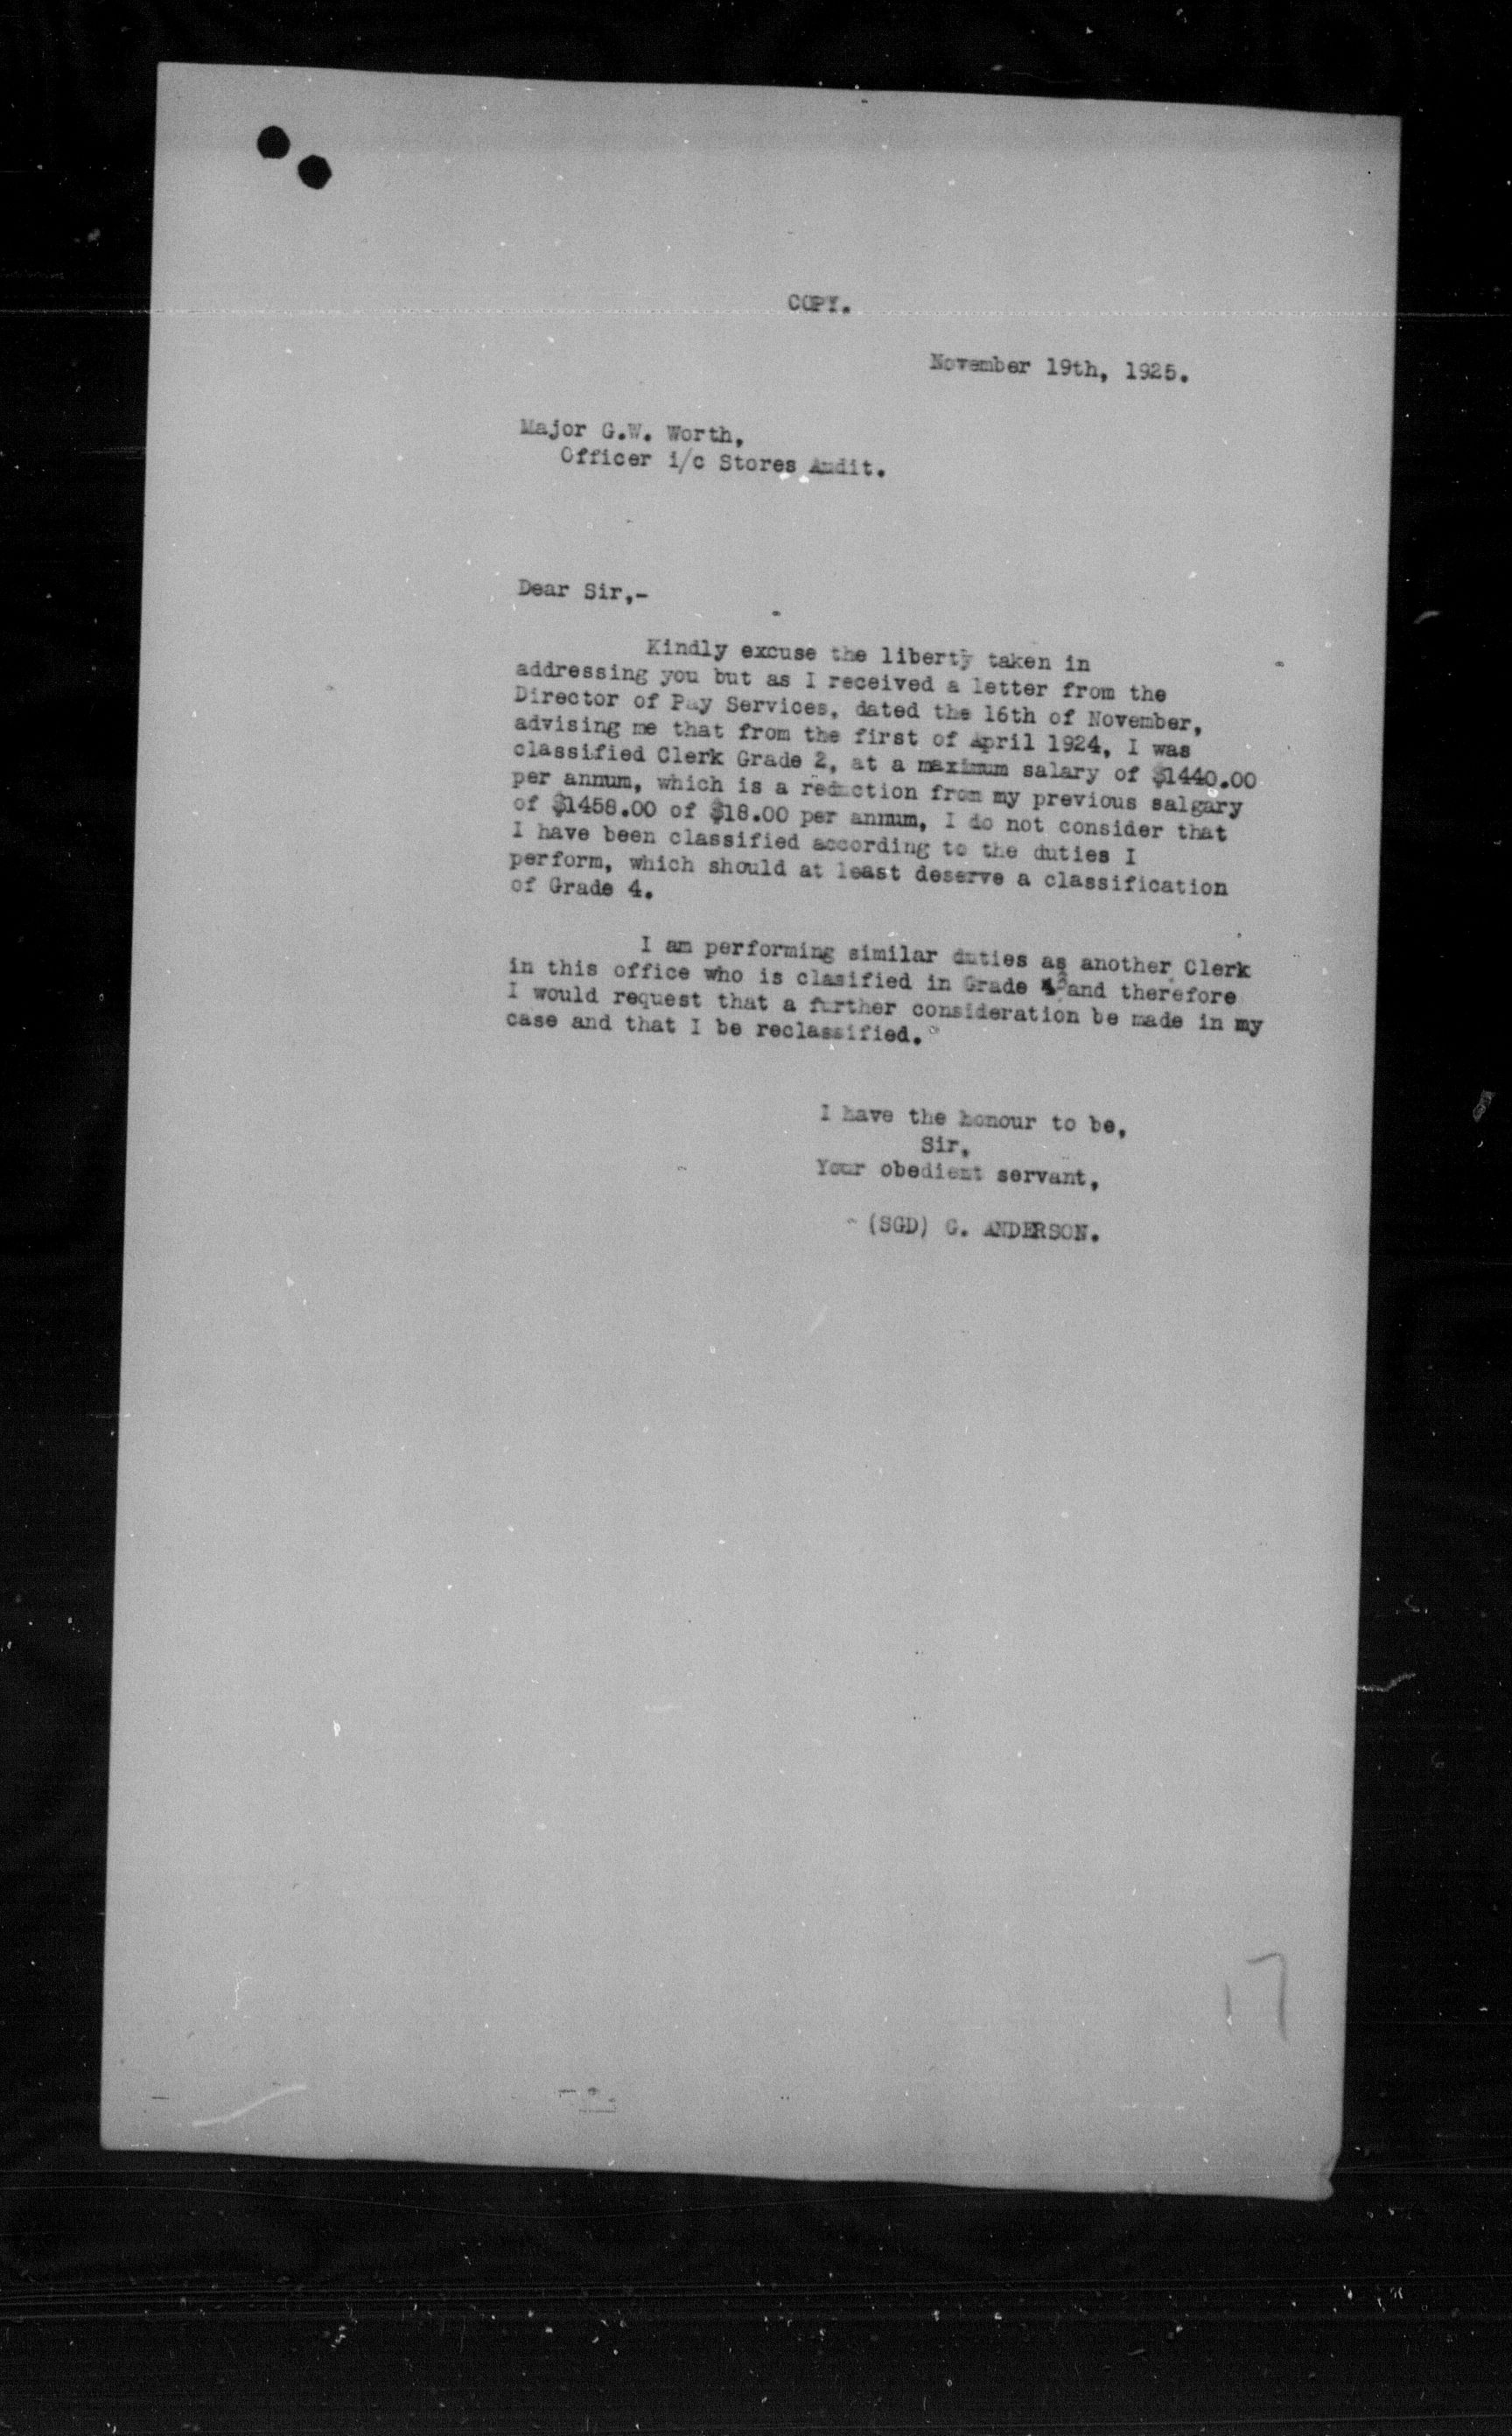 COPY.
November 19th, 1925.
Major G.W. Worth,
Officer i/c Stores Audit.
Dear Sir,-
Kindly excuse the liberty taken in
addressing you but as I received a letter from the
Director of Pay Services, dated the 16th of November,
advising me that from the first of April 1924, I was
classified Clerk Grade 2, at a maximum salary of $1440.00
per annum, which is a reduction from my previous salgary
of $1458.00 of $18.00 per annum, I do not consider that
I have been classified according to the duties I
perform, which should at least deserve a classification
of Grade 4.
I am performing similar duties as another Clerk
in this office who is clasified in Grade and therefore
I would request that a further consideration be made in my
case and that I be reclassified.
I have the honour to be,
Sir,
Your obedient servant,
(SGD) G. ANDERSON.
17